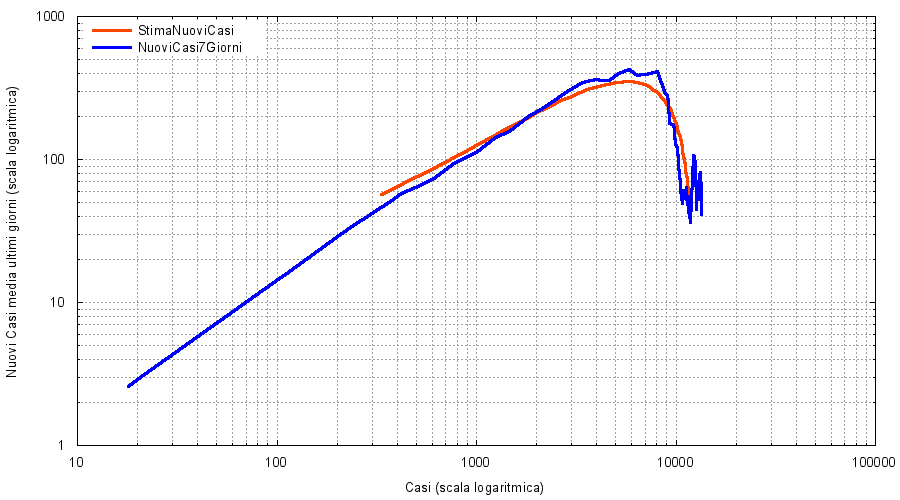 1000
StimaNuoviCasi
NuoviCasi7Giorni
100
10
1
Nuovi Casi media ultimi giorni (scala logaritmica)
10
100
1000
10000
100000
Casi (scala logaritmica)